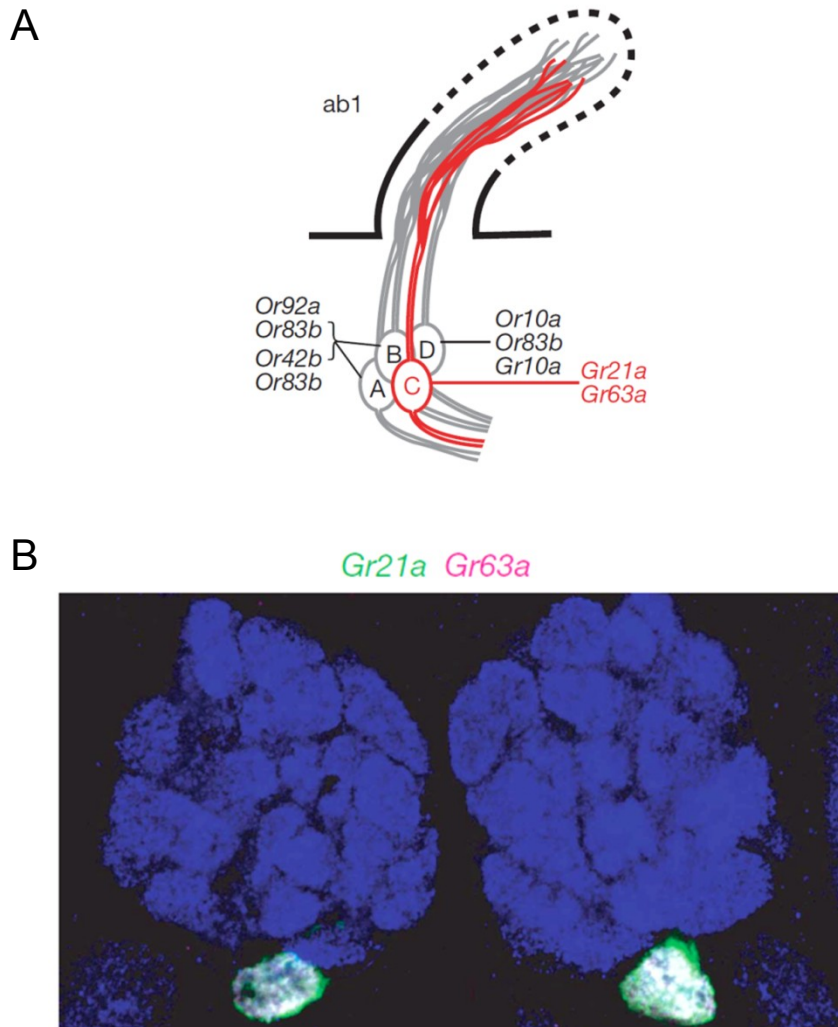 A
ab1
Or92a
Or83b
Or42b
Or83b
B
D
A
C
Or10a
Or83b
Gr10a
Gr21a
Gr63a
B
Gr21a Gr63a